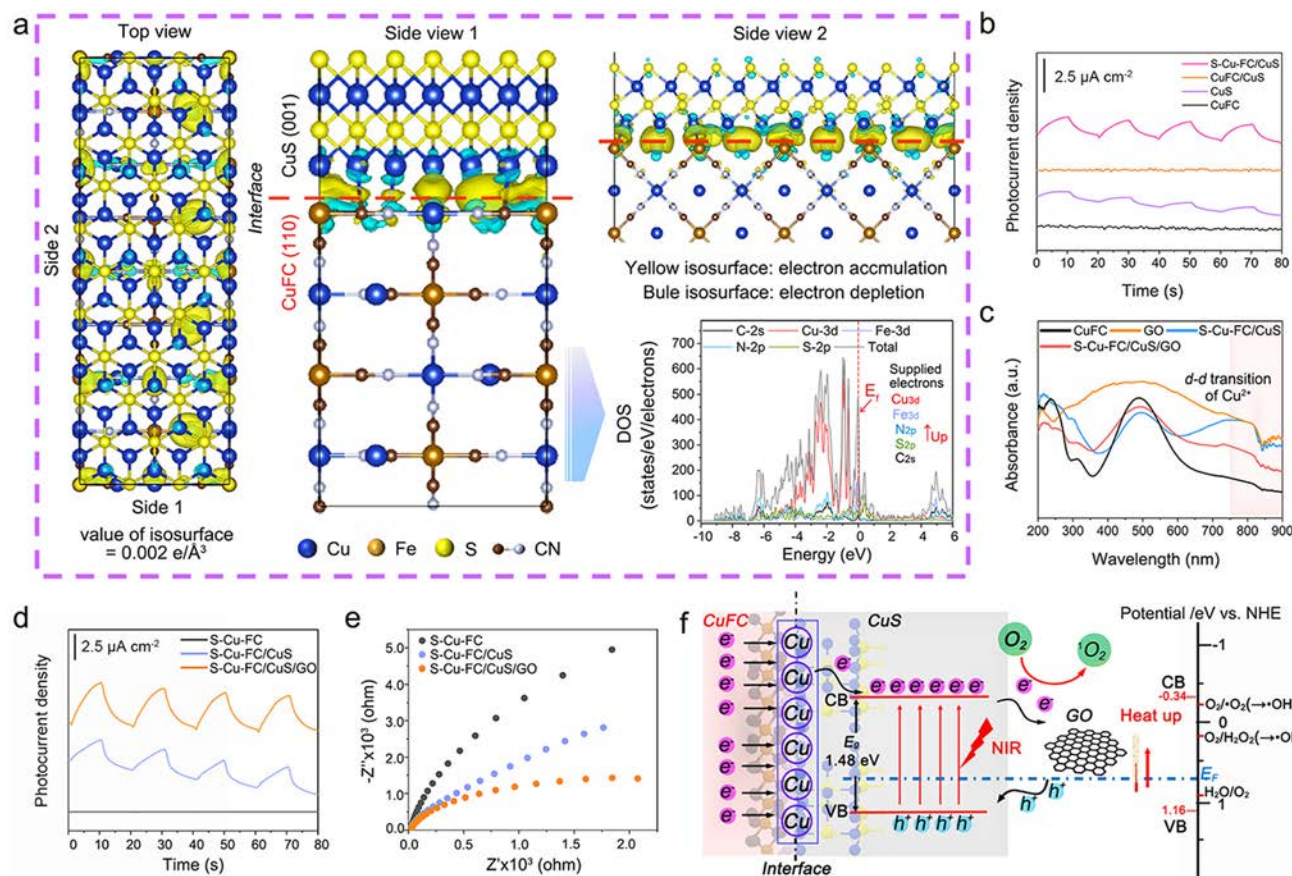 a
Top view
Side view 1
Side view 2
Side 2
Interface
CuS (001)
CuFC (110)
Side 1
value of isosurface
= 0.002 e/Å³
Cu Fe S CN
Yellow isosurface: electron accmulation
Bule isosurface: electron depletion
C-2s Cu-3d Fe-3d
N-2p S-2p Total
DOS
(states/eV/electrons)
700
600
500
400
300
200
100
0
Supplied
electrons
Cu3d
Fe3d
N2p
S2p
C2s
Up
Ef
-10 -8 -6 -4 -2 0 2 4 6
Energy (eV)
b
2.5 µA cm-2
S-Cu-FC/CuS
CuFC/CuS
CuS
CuFC
Photocurrent density
0 10 20 30 40 50 60 70 80
Time (s)
c
CuFC GO S-Cu-FC/CuS
S-Cu-FC/CuS/GO
d-d transition
of Cu2+
Absorbance (a.u.)
200 300 400 500 600 700 800 900
Wavelength (nm)
d
2.5 µA cm-2
S-Cu-FC
S-Cu-FC/CuS
S-Cu-FC/CuS/GO
Photocurrent density
0 10 20 30 40 50 60 70 80
Time (s)
e
S-Cu-FC
S-Cu-FC/CuS
S-Cu-FC/CuS/GO
-Z''x10³ (ohm)
5.0
4.0
3.0
2.0
1.0
0.0
0.0 0.5 1.0 1.5 2.0
Z'x10³ (ohm)
f
CuFC
CuS
Cu
Cu
Cu
Cu
Cu
Cu
e-
e-
e-
e-
e-
e-
e-
e-
e- e- e- e- e- e-
CB
Eg
1.48 eV
VB
NIR
h+ h+ h+ h+
Interface
O2
¹O2
e-
e-
GO
h+
h+
Heat up
Potential /eV vs. NHE
-1
CB
-0.34
O2/•O2(→•OH
0
O2/H2O2(→•OH
EF
H2O/O2
1
1.16
VB